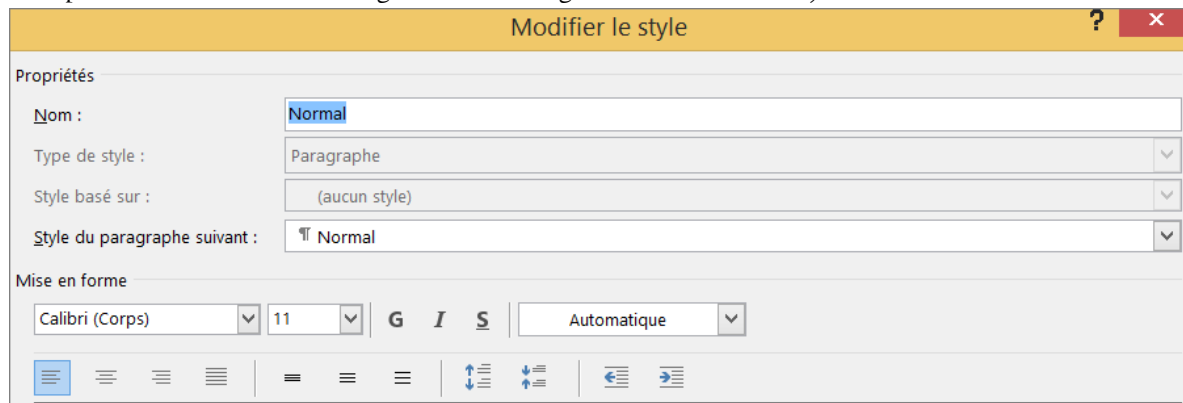 Modifier le style
?
Propriétés
Nom :
Normal
Type de style :
Paragraphe
Style basé sur :
(aucun style)
Style du paragraphe suivant :
¶ Normal
Mise en forme
Calibri (Corps)
11
G I S
Automatique